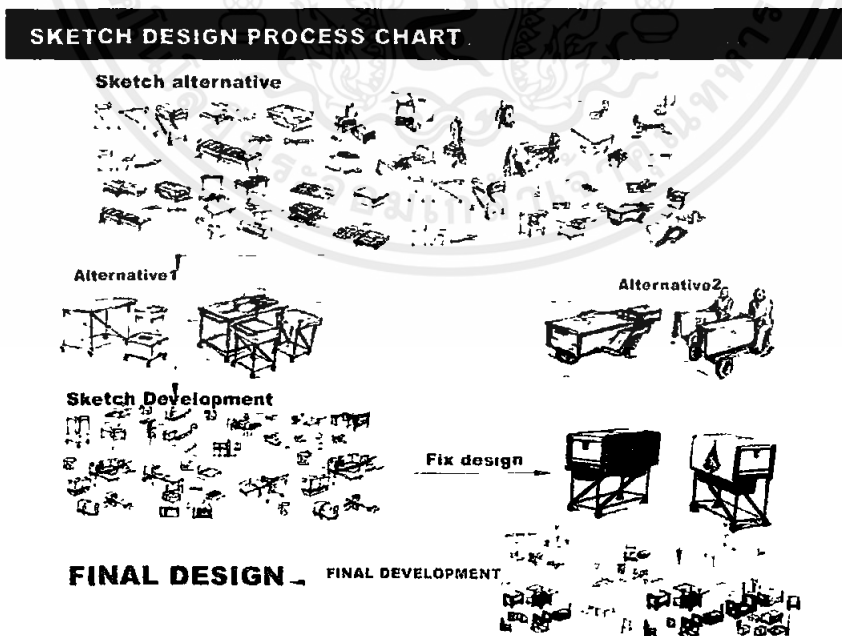 SKETCH DESIGN PROCESS CHART
Sketch alternative
Alternative1
Alternative2
Sketch Development
Fix design
FINAL DESIGN
FINAL DEVELOPMENT